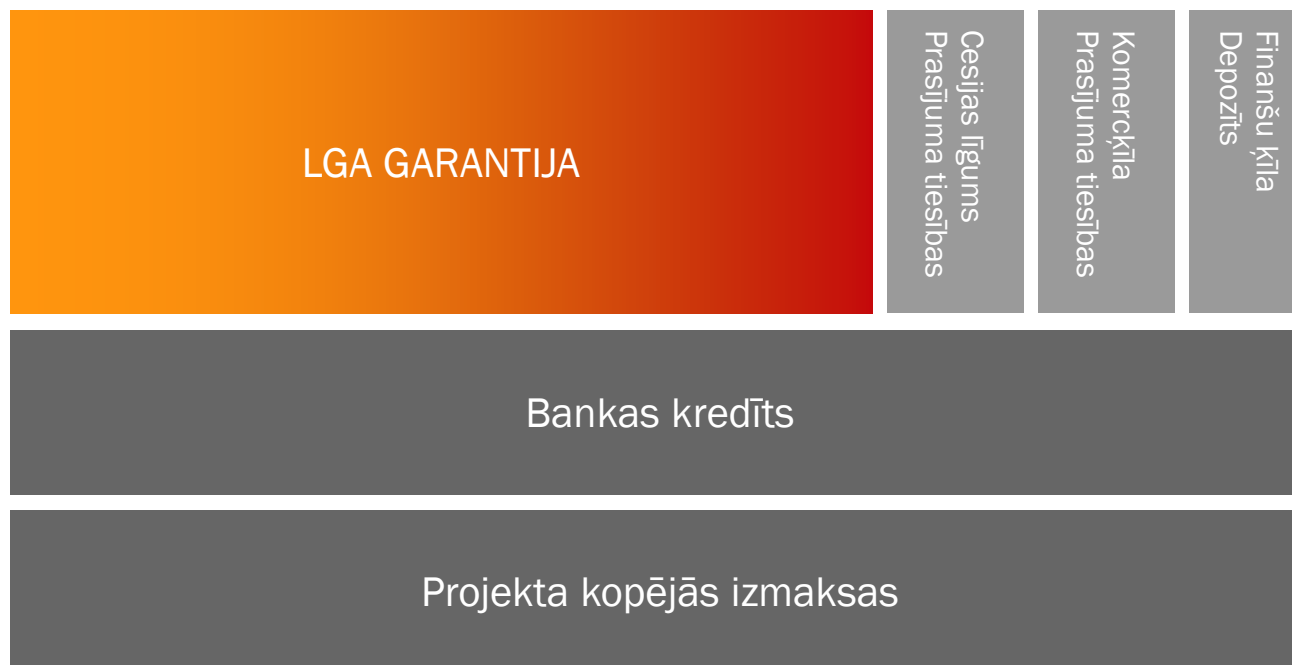 LGA GARANTIJA
Cesijas līgums
Prasījuma tiesības
Komercķīla
Prasījuma tiesības
Finanšu ķīla
Depozīts
Bankas kredīts
Projekta kopējās izmaksas